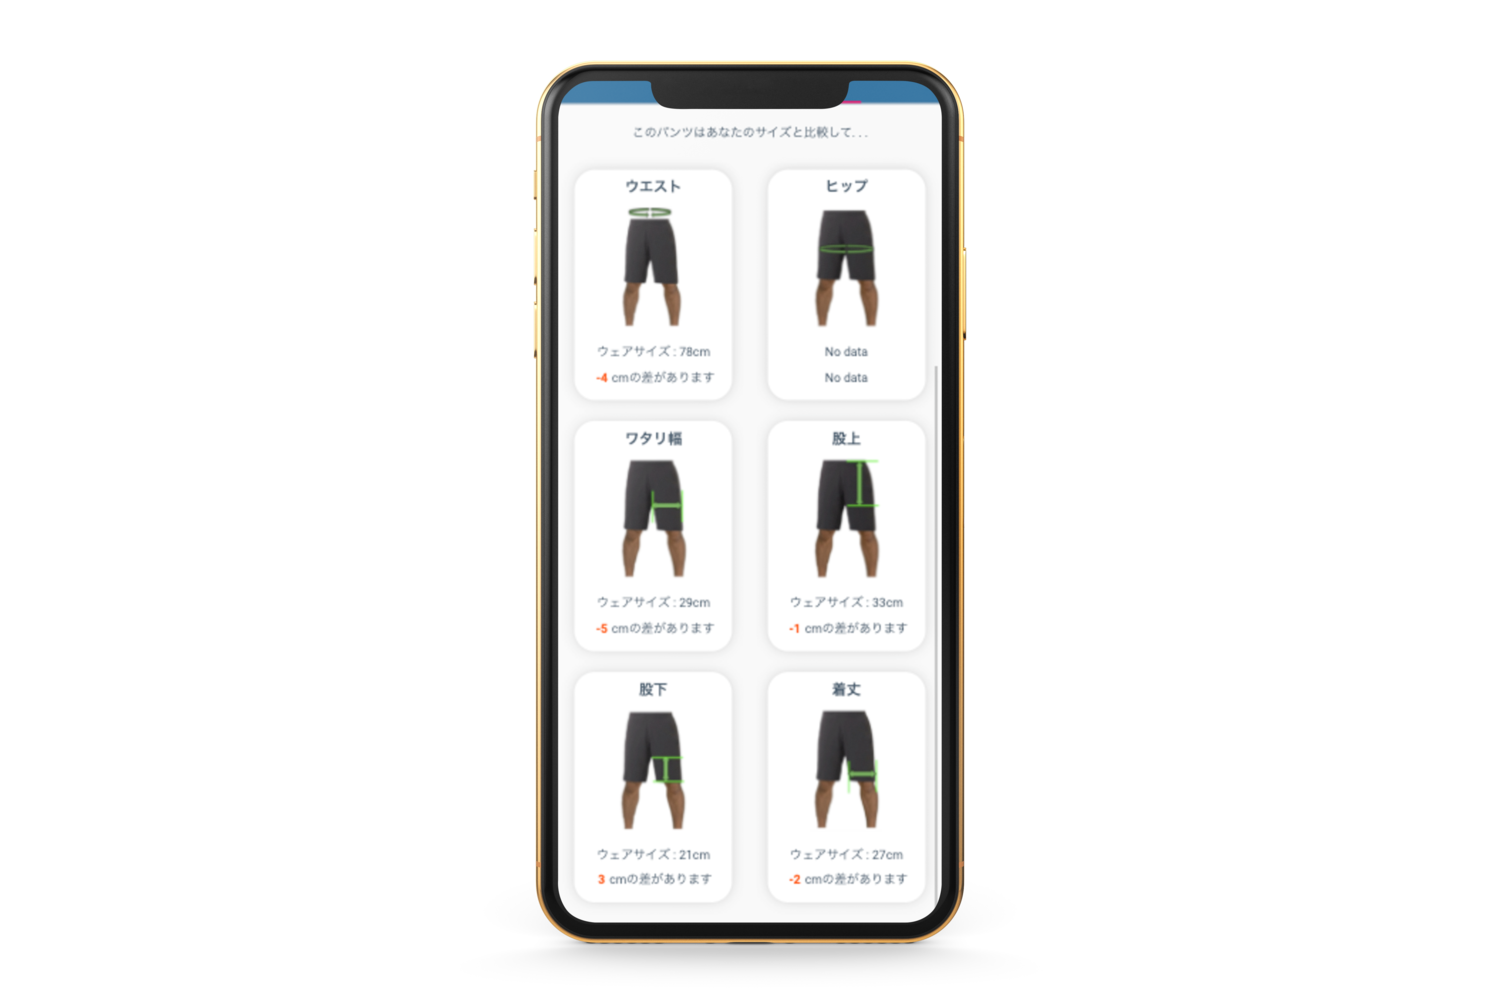 このパンツはあなたのサイズと比較して...
ウエスト
ウェアサイズ : 78cm
-4 cmの差があります
ヒップ
No data
No data
ワタリ幅
ウェアサイズ : 29cm
-5 cmの差があります
股上
ウェアサイズ : 33cm
-1 cmの差があります
股下
ウェアサイズ : 21cm
3 cmの差があります
着丈
ウェアサイズ : 27cm
-2 cmの差があります